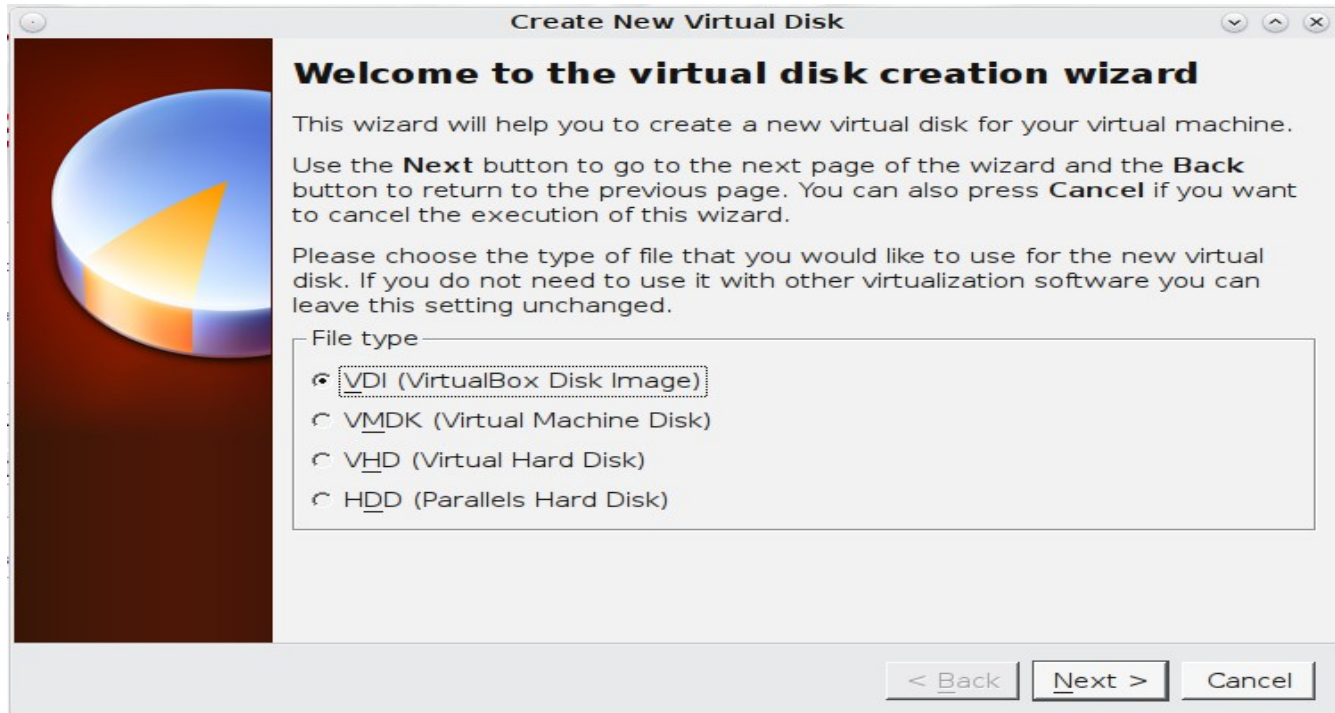 Create New Virtual Disk
Welcome to the virtual disk creation wizard
This wizard will help you to create a new virtual disk for your virtual machine.
Use the Next button to go to the next page of the wizard and the Back
button to return to the previous page. You can also press Cancel if you want
to cancel the execution of this wizard.
Please choose the type of file that you would like to use for the new virtual
disk. If you do not need to use it with other virtualization software you can
leave this setting unchanged.
File type
VDI (VirtualBox Disk Image)
VMDK (Virtual Machine Disk)
VHD (Virtual Hard Disk)
HDD (Parallels Hard Disk)
< Back Next > Cancel